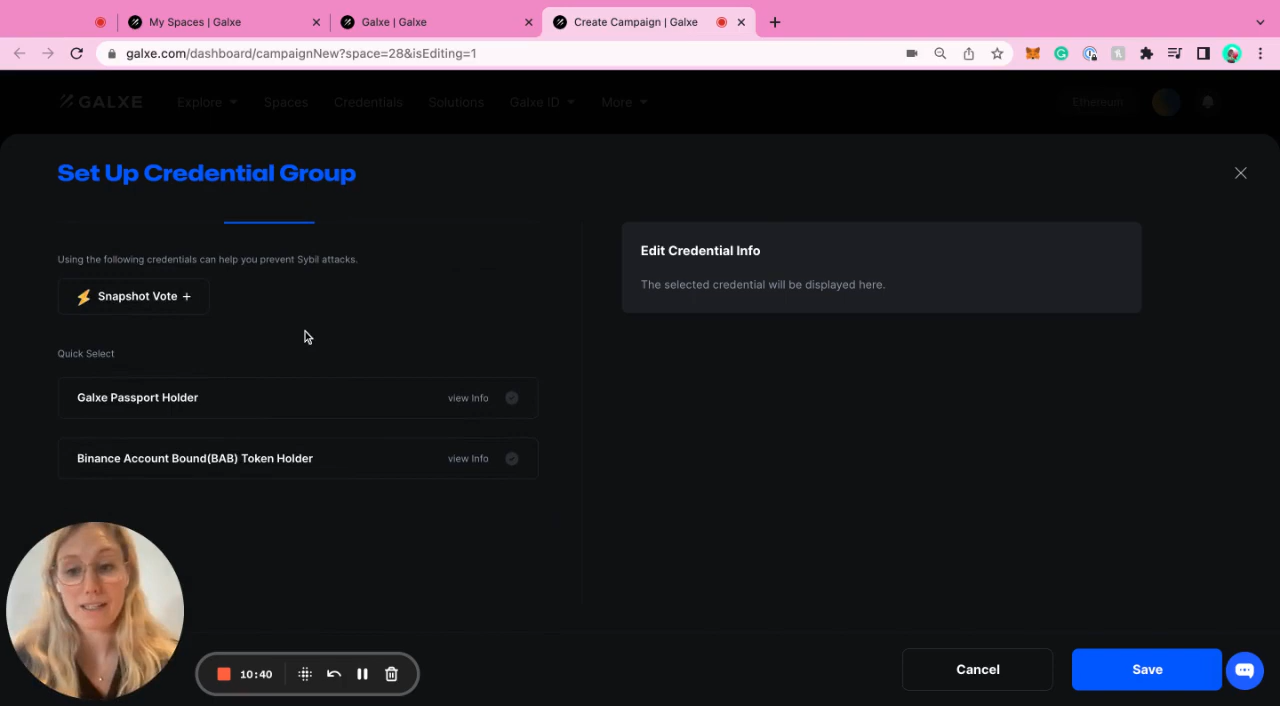 My Spaces | Galxe
Galxe | Galxe
Create Campaign | Galxe
galxe.com/dashboard/campaignNew?space=28&isEditing=1
GALXE
Explore
Spaces
Credentials
Solutions
Galxe ID
More
Ethereum
Set Up Credential Group
Using the following credentials can help you prevent Sybil attacks.
Snapshot Vote +
Quick Select
Galxe Passport Holder
view Info
Binance Account Bound(BAB) Token Holder
view Info
Edit Credential Info
The selected credential will be displayed here.
10:40
Cancel
Save